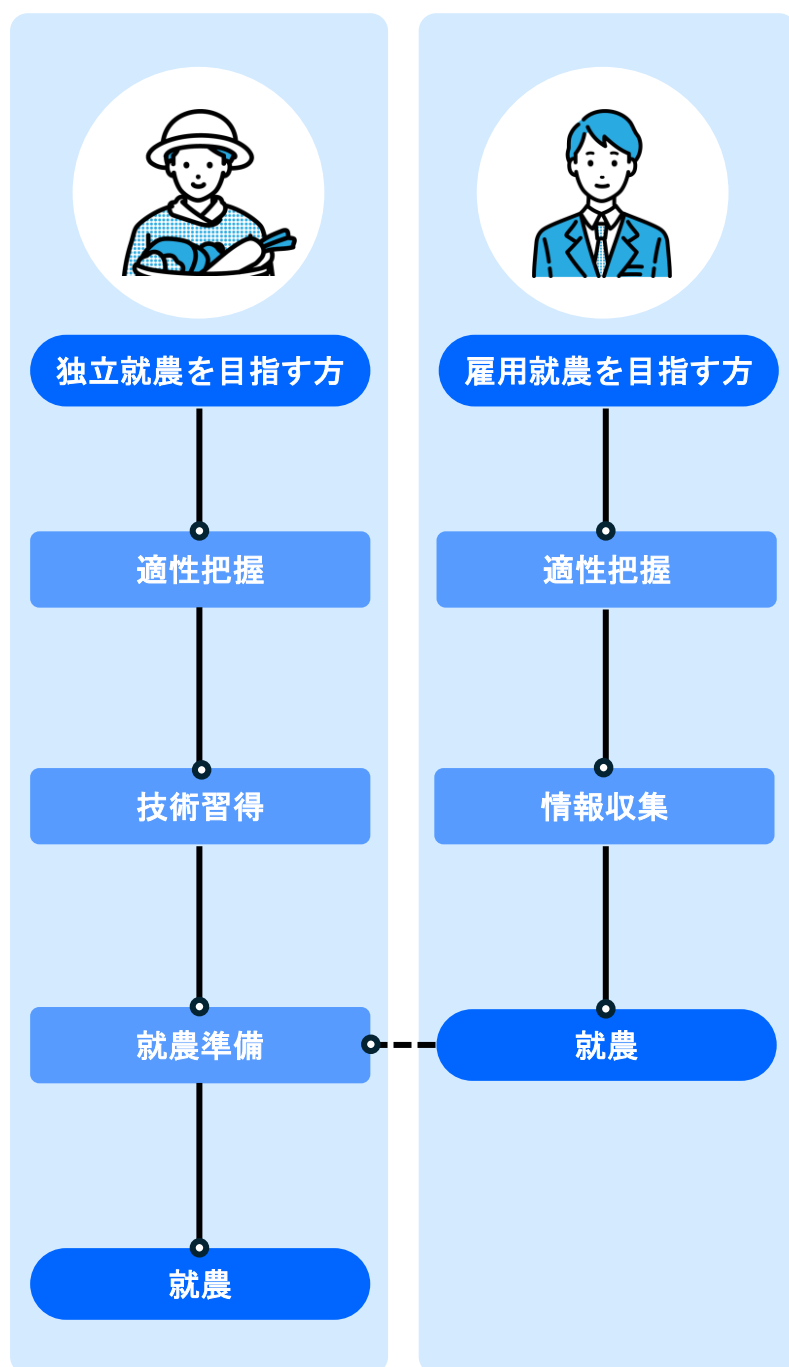 独立就農を目指す方
適性把握
技術習得
就農準備
就農
雇用就農を目指す方
適性把握
情報収集
就農